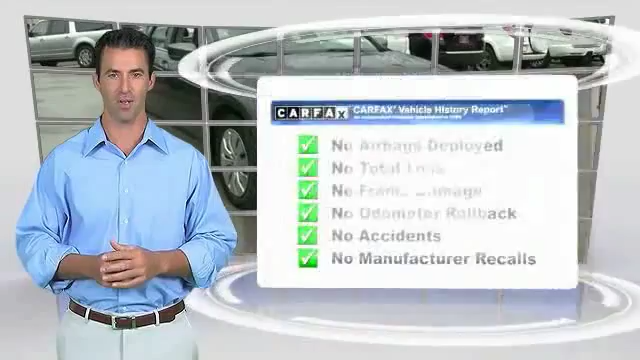 CARFAX
CARFAX Vehicle History Report™
No Airbags Deployed
No Total Loss
No Frame Damage
No Odometer Rollback
No Accidents
No Manufacturer Recalls